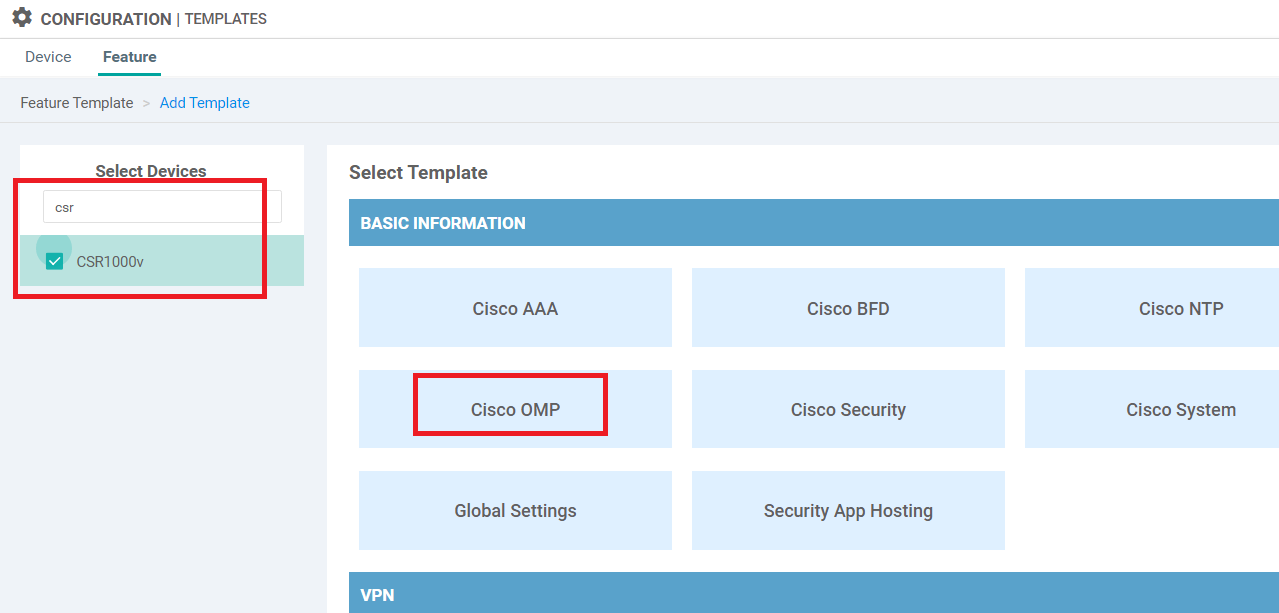 CONFIGURATION | TEMPLATES
Device Feature
Feature Template > Add Template
Select Devices
csr
CSR1000v
Select Template
BASIC INFORMATION
Cisco AAA Cisco BFD Cisco NTP
Cisco OMP Cisco Security Cisco System
Global Settings Security App Hosting
VPN